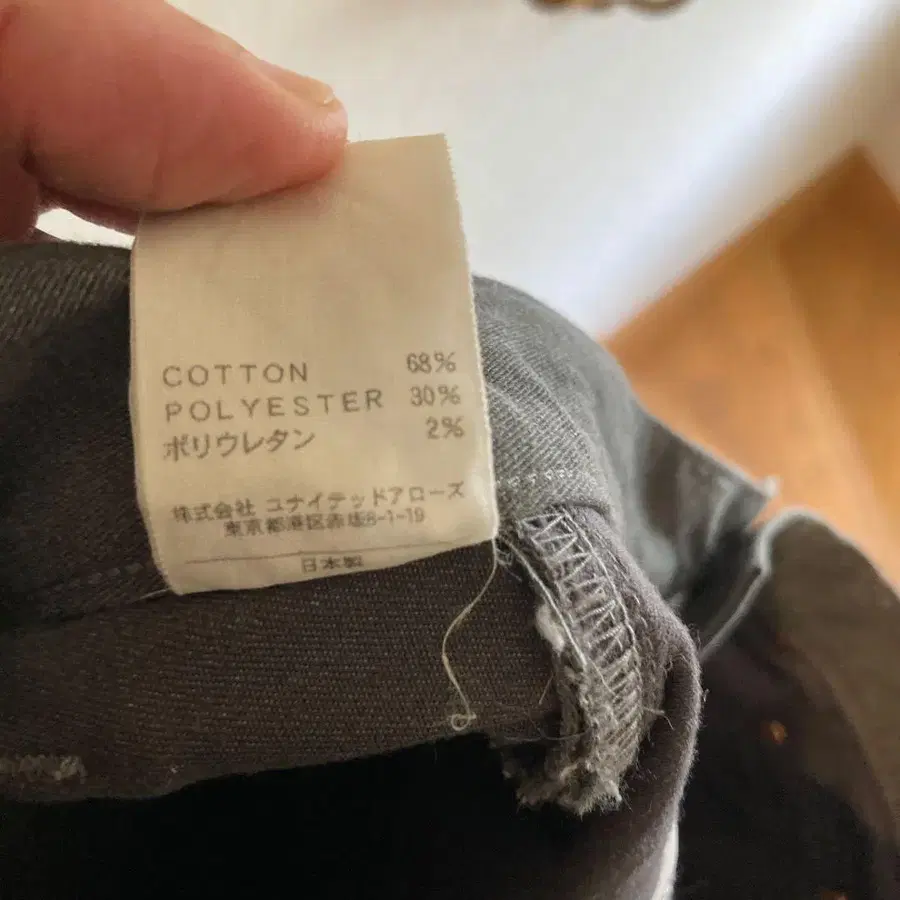 COTTON 68%
POLYESTER 30%
ポリウレタン 2%
株式会社 ユナイテッドアローズ
東京都港区赤坂8-1-19
日本製